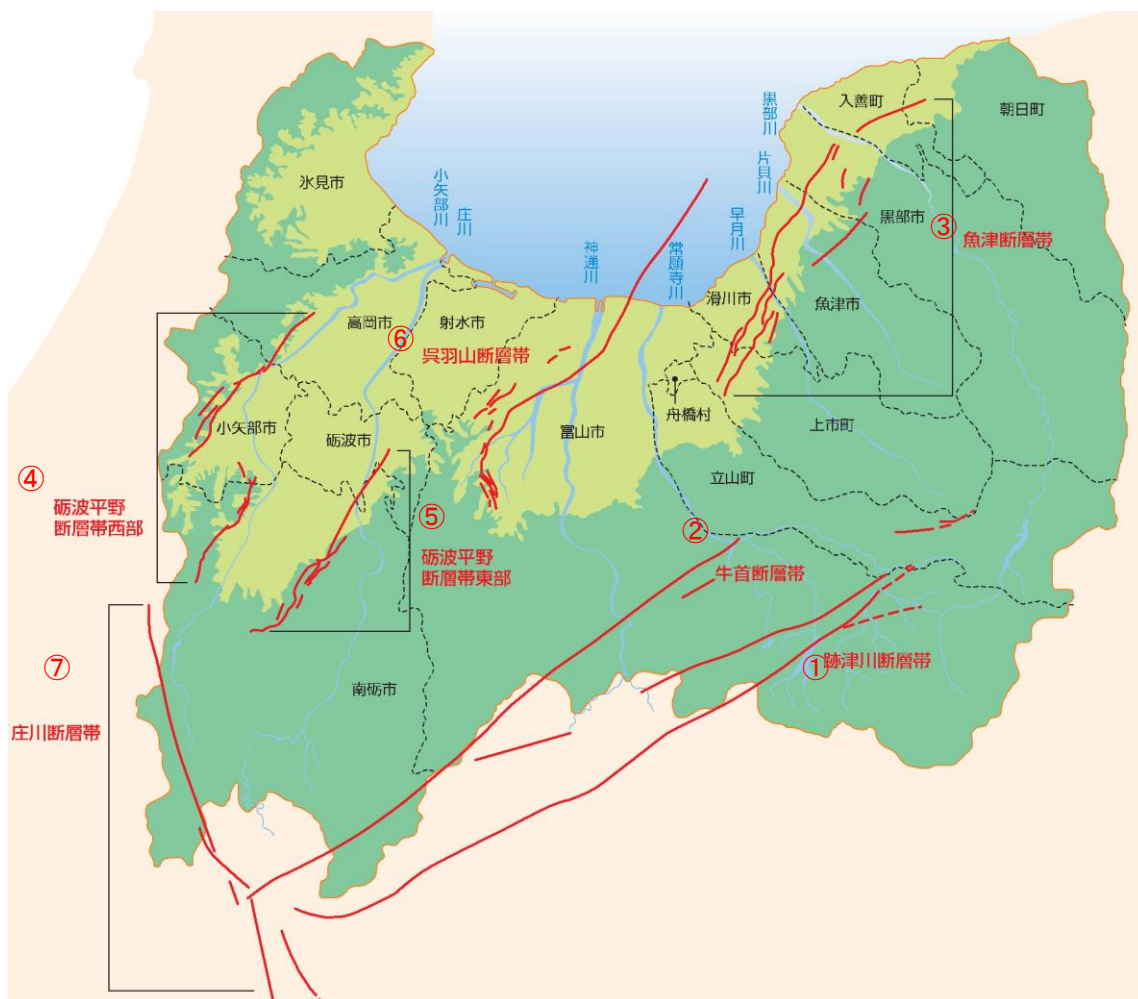 入善町
朝日町
黒部川
片貝川
早月川
黒部市
③
魚津断層帯
氷見市
小矢部川
庄川
神通川
常願寺川
滑川市
魚津市
高岡市
⑥
射水市
呉羽山断層帯
舟橋村
上市町
小矢部市
砺波市
富山市
立山町
④
砺波平野
断層帯西部
⑤
砺波平野
断層帯東部
②
牛首断層帯
⑦
庄川断層帯
南砺市
①
跡津川断層帯